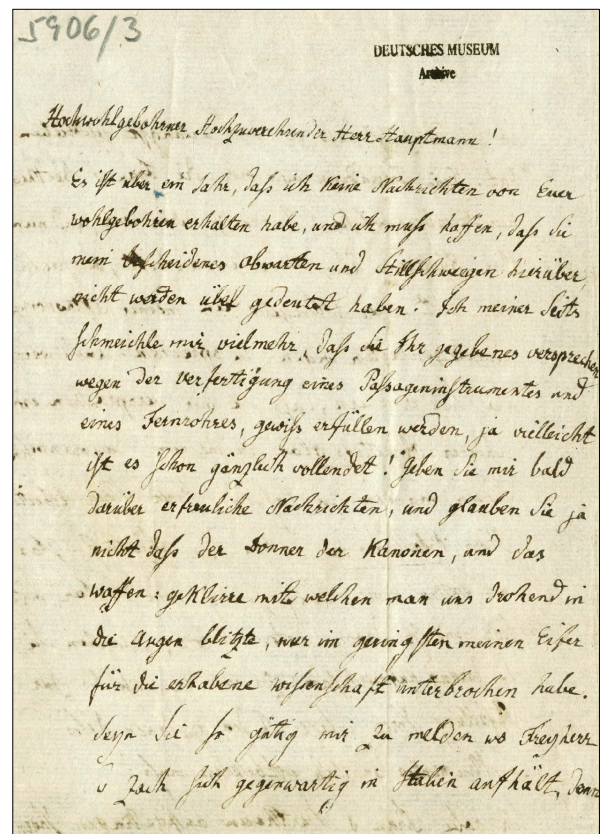 5906/3
DEUTSCHES MUSEUM
Archive
Hochwohlgebohrner, Hochzuverehrender Herr Hauptmann!
Es ist über ein Jahr, daſs ich keine Nachrichten von Euer
wohlgebohren erhalten habe, und ich muſs hoffen, daſs Sie
mein bescheidenes abwarten und Stillschweigen hierüber,
nicht werden übel gedeutet haben. Ich meiner Seits
schmeichle mir vielmehr, daſs Sie Ihr gegebenes versprechen
wegen der verfertigung eines Paſsageninstrumentes und
eines Fernrohres, gewiſs erfüllen werden, ja vielleicht
ist es schon gänzlich vollendet! Geben Sie mir bald
darüber erfreuliche Nachrichten, und glauben Sie ja
nicht daſs der Donner der Kanonen, und das
waffen=geklirre mit welchen man uns drohend in
die augen blitzte, nur im geringsten meinen Eifer
für die erhabene wiſsenschaft unterbrochen habe.
Seyn Sie so gütig mir zu melden wo Freyherr
v Zach sich gegenwartig in Italien aufhält, denn